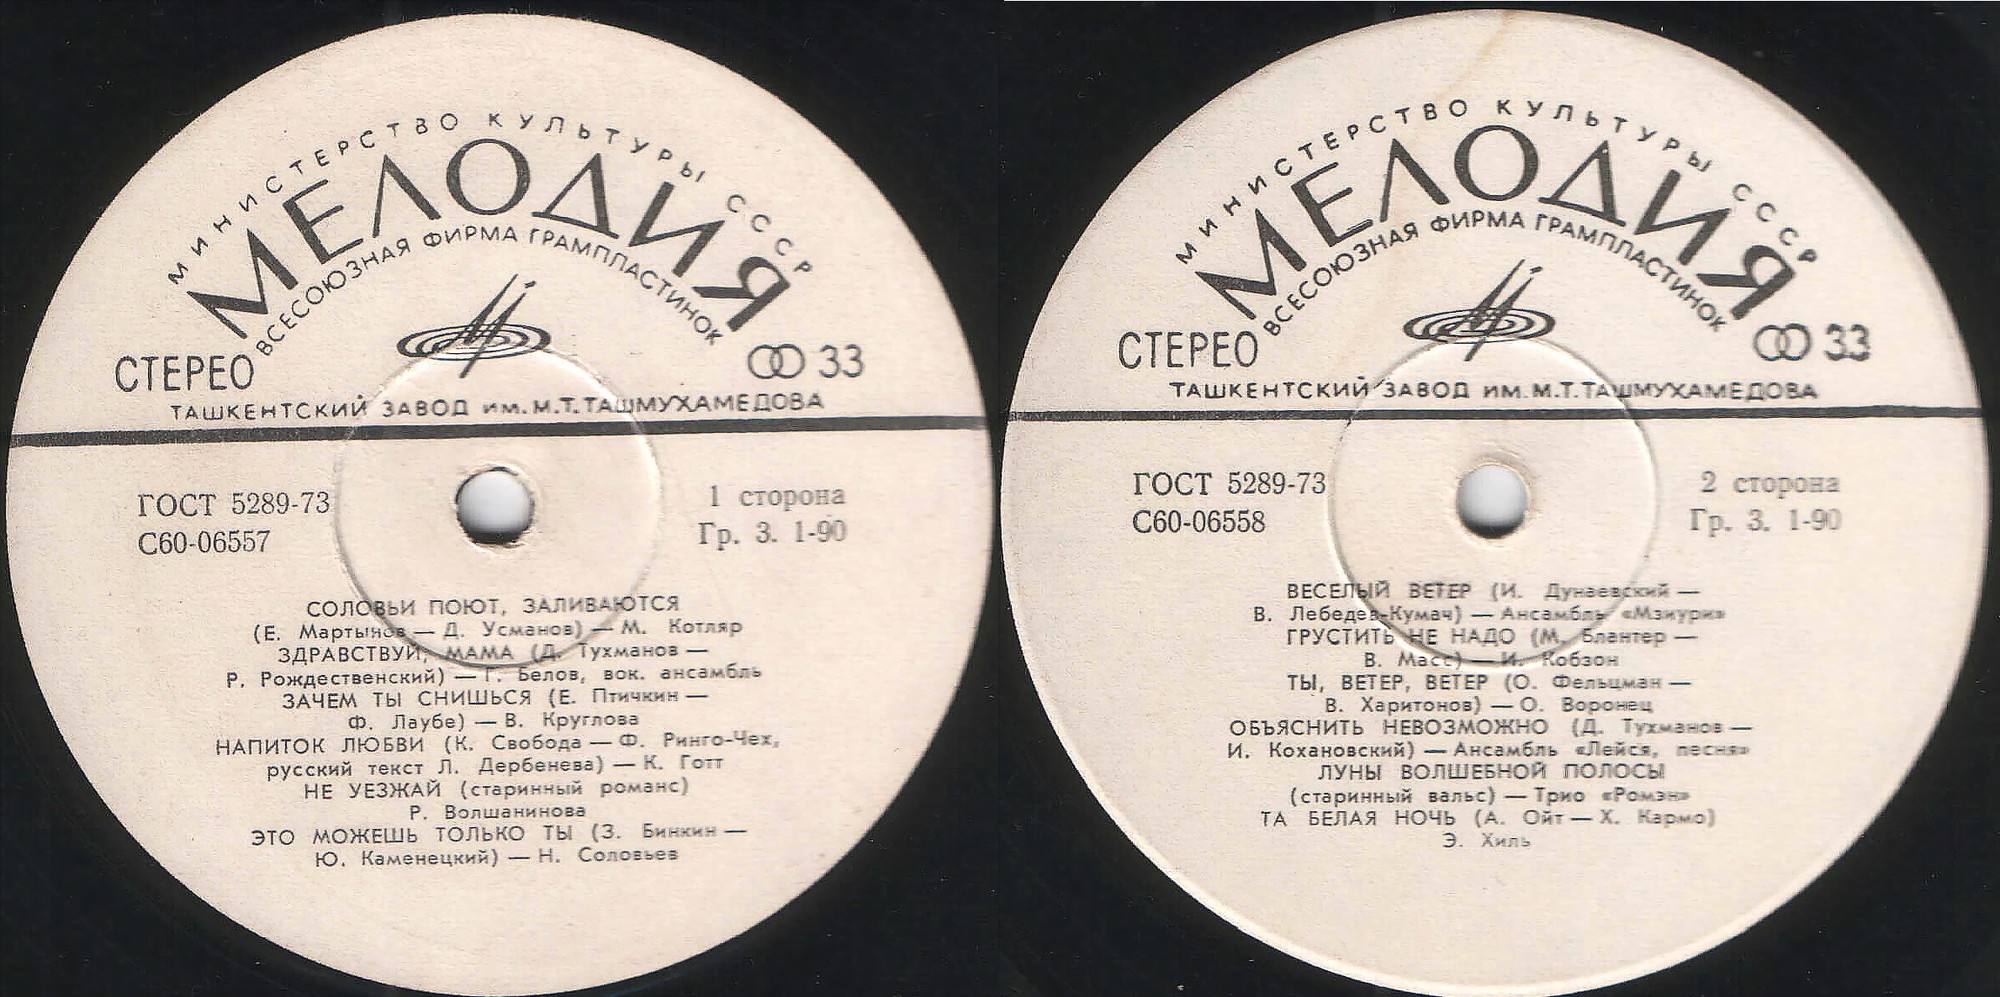 МИНИСТЕРСТВО КУЛЬТУРЫ СССР
МЕЛОДИЯ
ВСЕСОЮЗНАЯ ФИРМА ГРАМПЛАСТИНОК
СТЕРЕО
33
ТАШКЕНТСКИЙ ЗАВОД им. М.Т. ТАШМУХАМЕДОВА
ГОСТ 5289-73
С60-06557
1 сторона
Гр. 3. 1-90
СОЛОВЬИ ПОЮТ, ЗАЛИВАЮТСЯ
(Е. Мартынов — Д. Усманов) — М. Котляр
ЗДРАВСТВУЙ, МАМА (Д. Тухманов —
Р. Рождественский) — Г. Белов, вок. ансамбль
ЗАЧЕМ ТЫ СНИШЬСЯ (Е. Птичкин —
Ф. Лаубе) — В. Круглова
НАПИТОК ЛЮБВИ (К. Свобода — Ф. Ринго-Чех,
русский текст Л. Дербенева) — К. Готт
НЕ УЕЗЖАЙ (старинный романс)
Р. Волшанинова
ЭТО МОЖЕШЬ ТОЛЬКО ТЫ (З. Бинкин —
Ю. Каменецкий) — Н. Соловьев
МИНИСТЕРСТВО КУЛЬТУРЫ СССР
МЕЛОДИЯ
ВСЕСОЮЗНАЯ ФИРМА ГРАМПЛАСТИНОК
СТЕРЕО
33
ТАШКЕНТСКИЙ ЗАВОД им. М.Т. ТАШМУХАМЕДОВА
ГОСТ 5289-73
С60-06558
2 сторона
Гр. 3. 1-90
ВЕСЕЛЫЙ ВЕТЕР (И. Дунаевский —
В. Лебедев-Кумач) — Ансамбль «Мзиури»
ГРУСТИТЬ НЕ НАДО (М. Блантер —
В. Масс) — И. Кобзон
ТЫ, ВЕТЕР, ВЕТЕР (О. Фельцман —
В. Харитонов) — О. Воронец
ОБЪЯСНИТЬ НЕВОЗМОЖНО (Д. Тухманов —
И. Кохановский) — Ансамбль «Лейся, песня»
ЛУНЫ ВОЛШЕБНОЙ ПОЛОСЫ
(старинный вальс) — Трио «Ромэн»
ТА БЕЛАЯ НОЧЬ (А. Ойт — Х. Кармо)
Э. Хиль